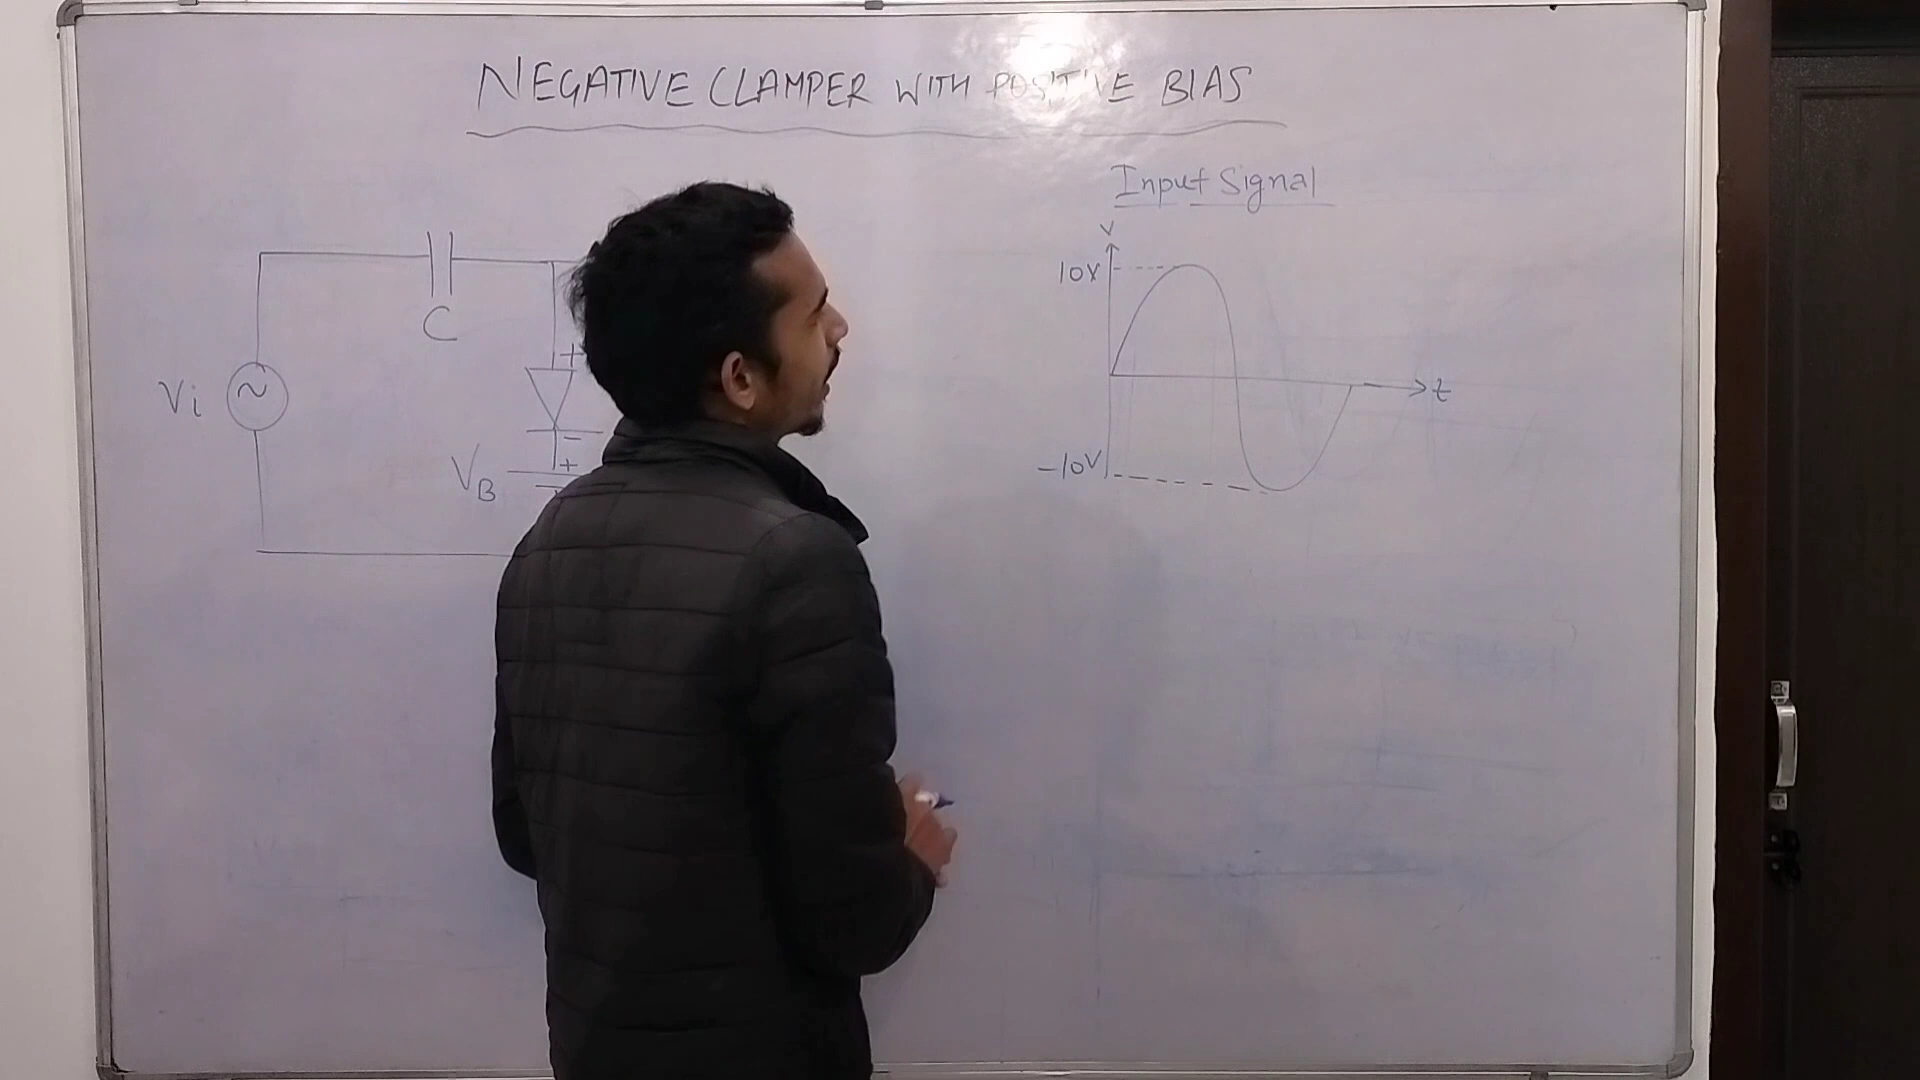 NEGATIVE CLAMPER WITH POSITIVE BIAS
Input Signal
V
10V
t
-10V
C
+
Vi
-
+
VB